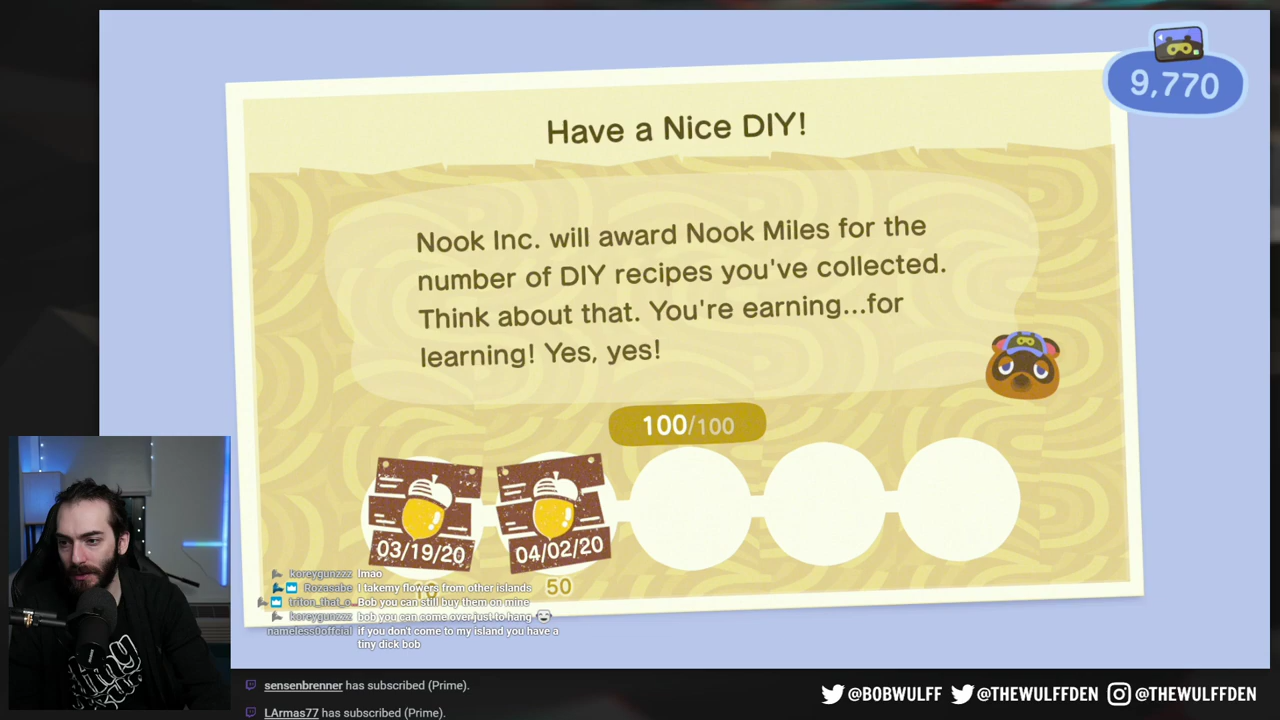 9,770
Have a Nice DIY!
Nook Inc. will award Nook Miles for the
number of DIY recipes you've collected.
Think about that. You're earning...for
learning! Yes, yes!
100/100
03/19/20
04/02/20
10
50
koreygunzzz lmao
Rozasabe I takemy flowers from other islands
triton_that_o.. Bob you can still buy them on mine
koreygunzzz bob you can come over just to hang
nameless0offcial if you don't come to my island you have a
tiny dick bob
tiny
sensenbrenner has subscribed (Prime).
LArmas77 has subscribed (Prime).
@BOBWULFF @THEWULFFDEN @THEWULFFDEN